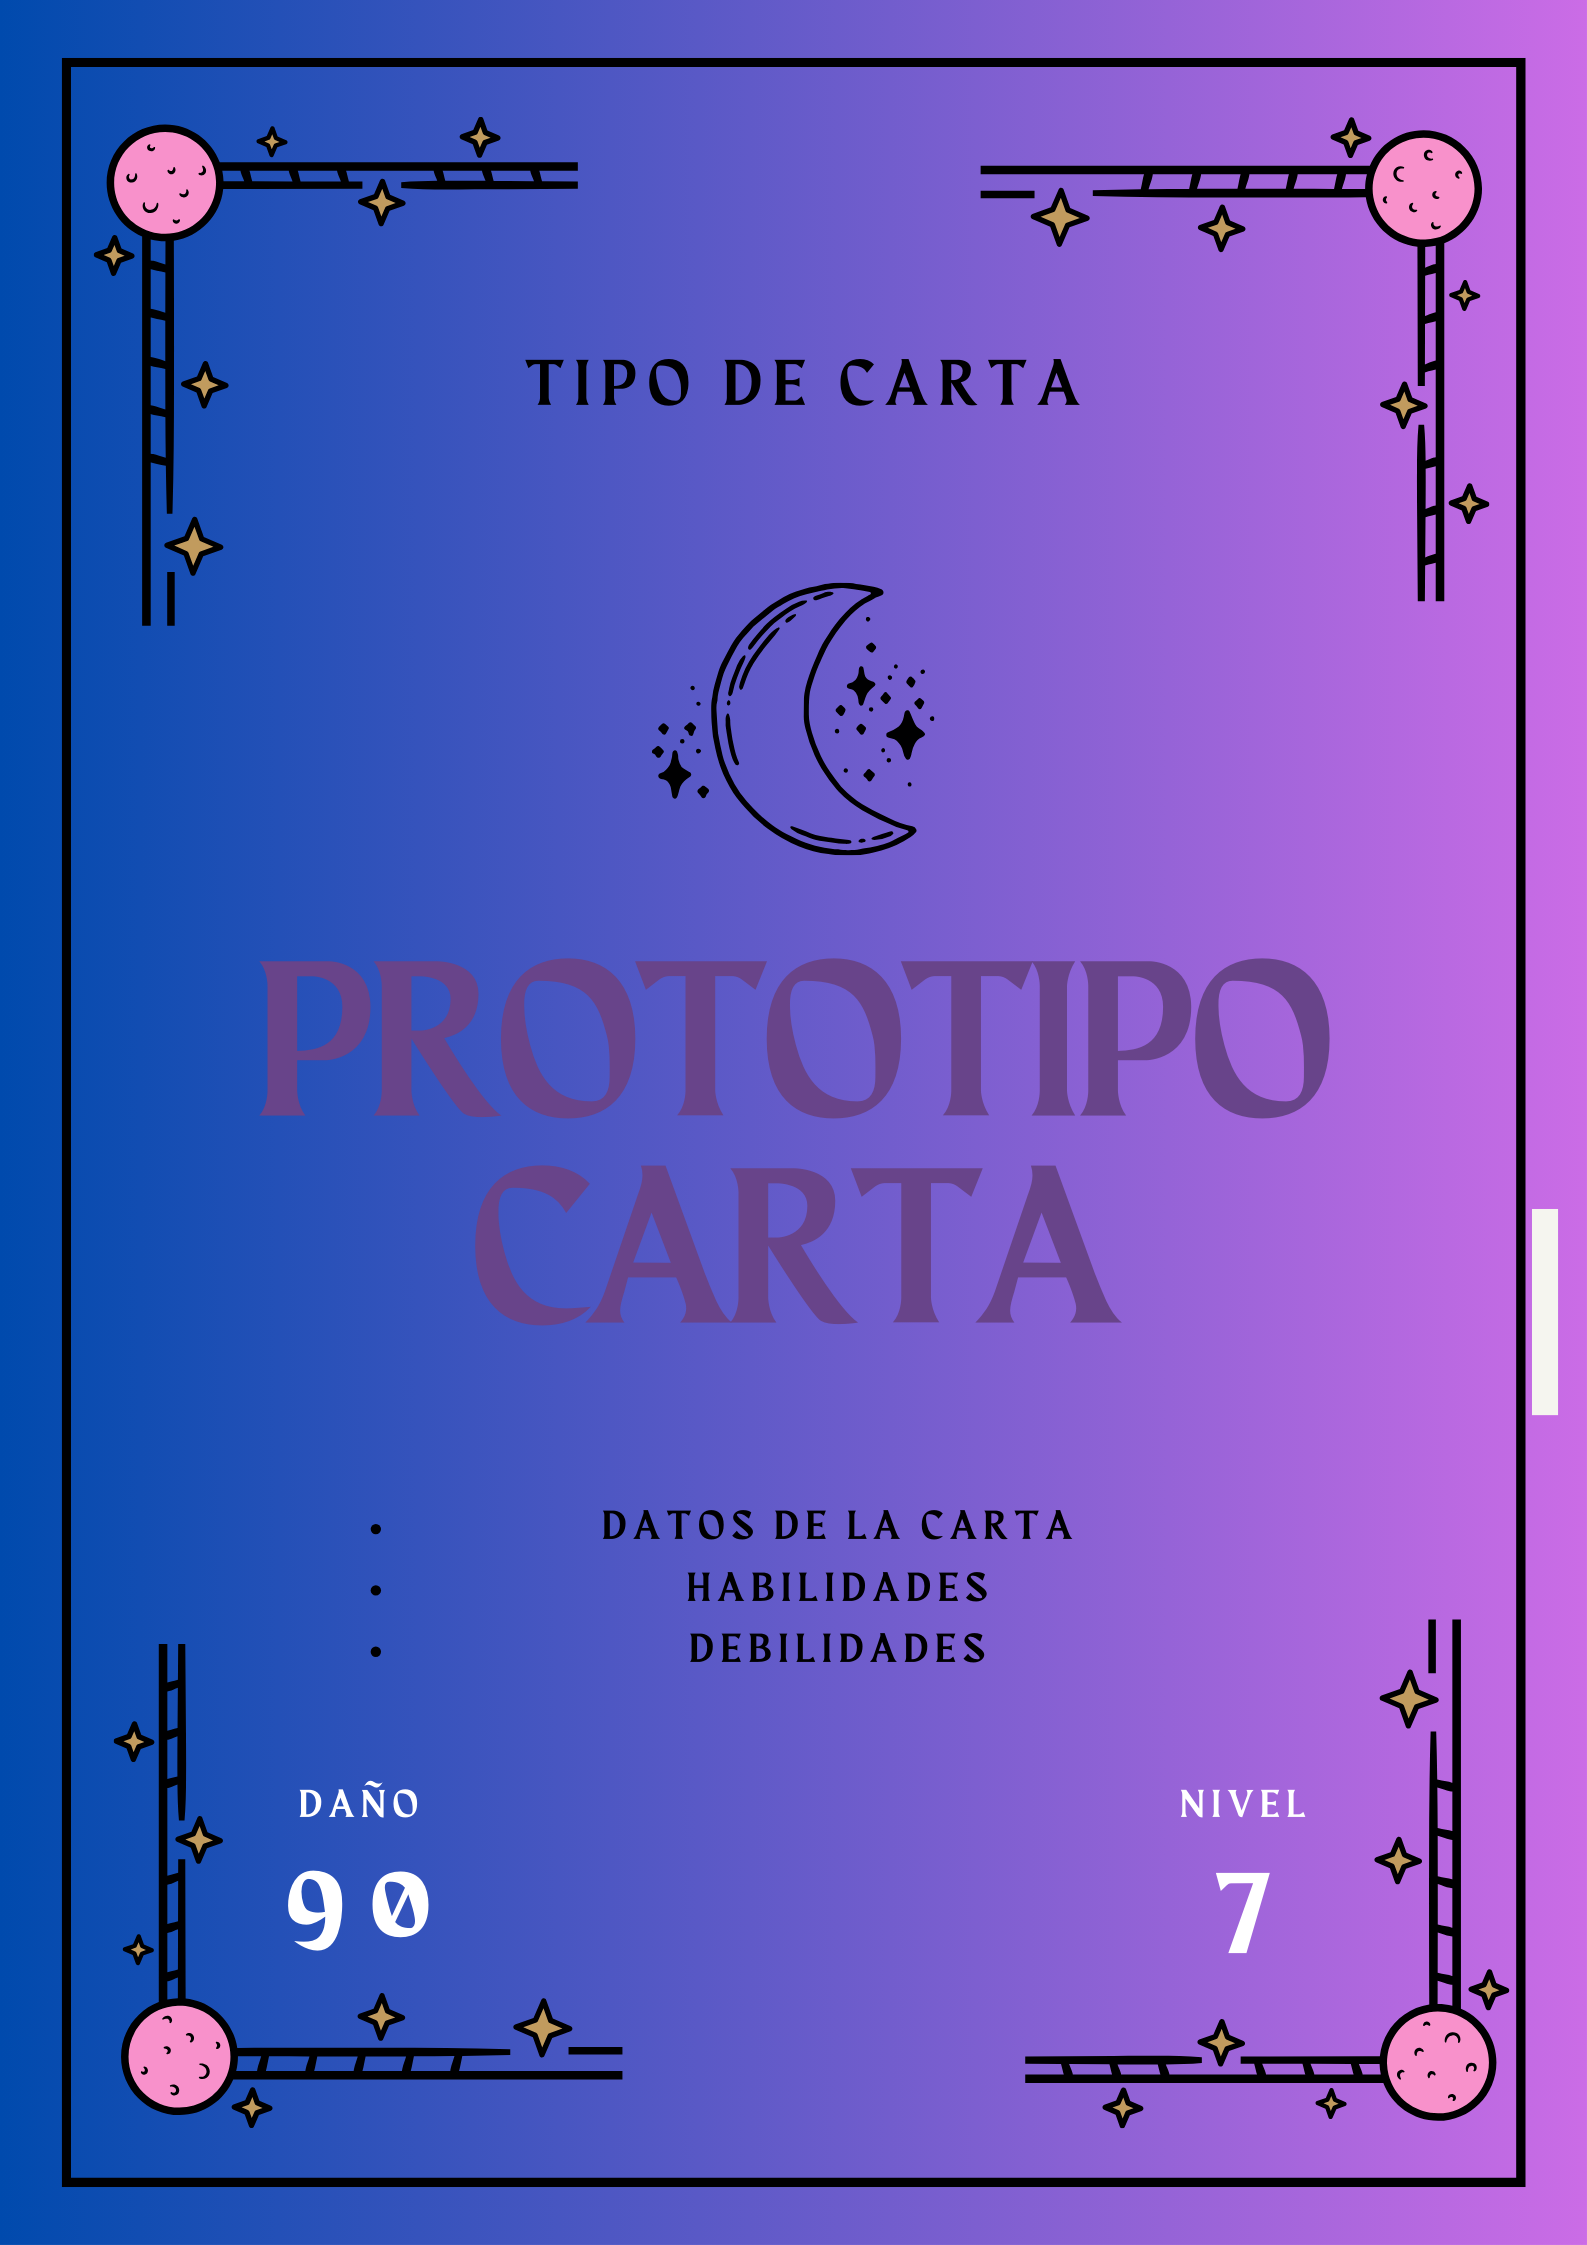 TIPO DE CARTA
PROTOTIPO
CARTA
• DATOS DE LA CARTA
• HABILIDADES
• DEBILIDADES
DAÑO
NIVEL
90
7